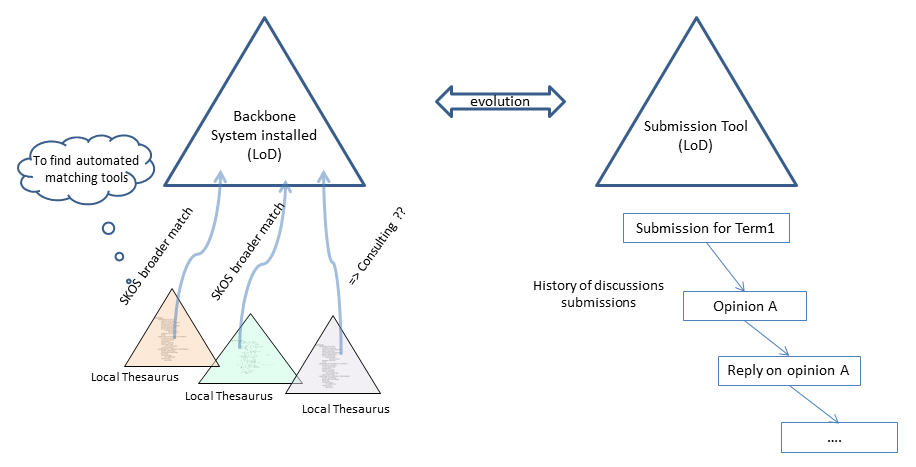 Backbone
System installed
(LoD)
evolution
Submission Tool
(LoD)
To find automated
matching tools
SKOS broader match
SKOS broader match
=> Consulting ??
Local Thesaurus
Local Thesaurus
Local Thesaurus
Submission for Term1
History of discussions
submissions
Opinion A
Reply on opinion A
....